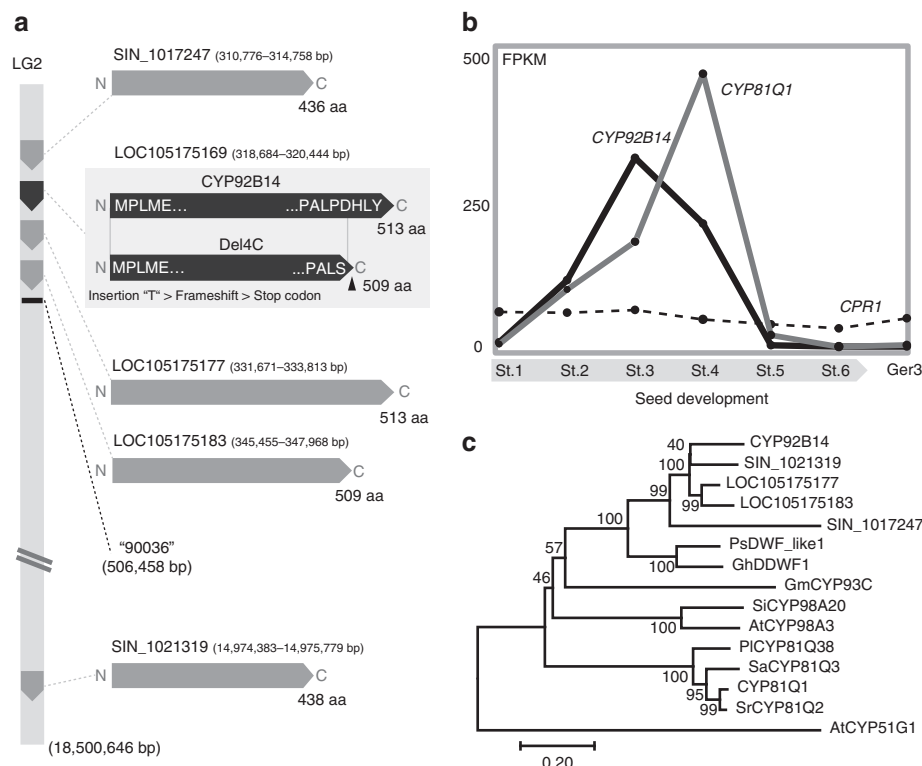 a
LG2
SIN_1017247 (310,776–314,758 bp)
N
C
436 aa
LOC105175169 (318,684–320,444 bp)
CYP92B14
N
MPLME…
...PALPDHLY
C
513 aa
Del4C
N
MPLME…
...PALS
C
509 aa
Insertion "T" > Frameshift > Stop codon
LOC105175177 (331,671–333,813 bp)
N
C
513 aa
LOC105175183 (345,455–347,968 bp)
N
C
509 aa
"90036"
(506,458 bp)
SIN_1021319 (14,974,383–14,975,779 bp)
N
C
438 aa
(18,500,646 bp)
b
500
FPKM
CYP81Q1
CYP92B14
250
CPR1
0
St.1 St.2 St.3 St.4 St.5 St.6 Ger3
Seed development
c
40
CYP92B14
100
SIN_1021319
99
LOC105175177
99
LOC105175183
100
SIN_1017247
57
PsDWF_like1
100
GhDDWF1
46
GmCYP93C
SiCYP98A20
100
AtCYP98A3
PlCYP81Q38
100
SaCYP81Q3
95
CYP81Q1
99
SrCYP81Q2
AtCYP51G1
0.20